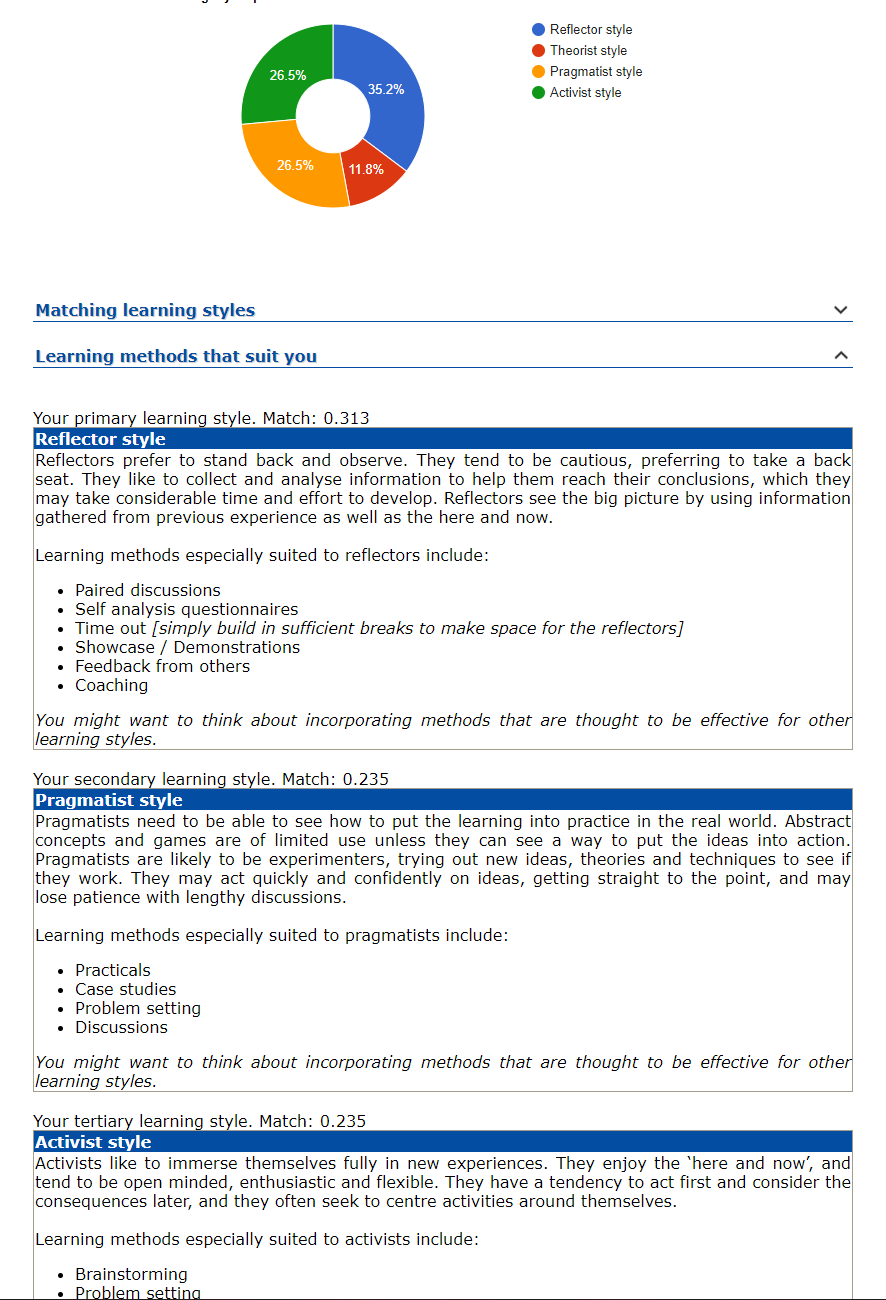 Reflector style
Theorist style
Pragmatist style
Activist style
26.5%
35.2%
26.5%
11.8%
Matching learning styles
Learning methods that suit you
Your primary learning style. Match: 0.313
Reflector style
Reflectors prefer to stand back and observe. They tend to be cautious, preferring to take a back
seat. They like to collect and analyse information to help them reach their conclusions, which they
may take considerable time and effort to develop. Reflectors see the big picture by using information
gathered from previous experience as well as the here and now.
Learning methods especially suited to reflectors include:
• Paired discussions
• Self analysis questionnaires
• Time out [simply build in sufficient breaks to make space for the reflectors]
• Showcase / Demonstrations
• Feedback from others
• Coaching
You might want to think about incorporating methods that are thought to be effective for other
learning styles.
Your secondary learning style. Match: 0.235
Pragmatist style
Pragmatists need to be able to see how to put the learning into practice in the real world. Abstract
concepts and games are of limited use unless they can see a way to put the ideas into action.
Pragmatists are likely to be experimenters, trying out new ideas, theories and techniques to see if
they work. They may act quickly and confidently on ideas, getting straight to the point, and may
lose patience with lengthy discussions.
Learning methods especially suited to pragmatists include:
• Practicals
• Case studies
• Problem setting
• Discussions
You might want to think about incorporating methods that are thought to be effective for other
learning styles.
Your tertiary learning style. Match: 0.235
Activist style
Activists like to immerse themselves fully in new experiences. They enjoy the ‘here and now’, and
tend to be open minded, enthusiastic and flexible. They have a tendency to act first and consider the
consequences later, and they often seek to centre activities around themselves.
Learning methods especially suited to activists include:
• Brainstorming
• Problem setting